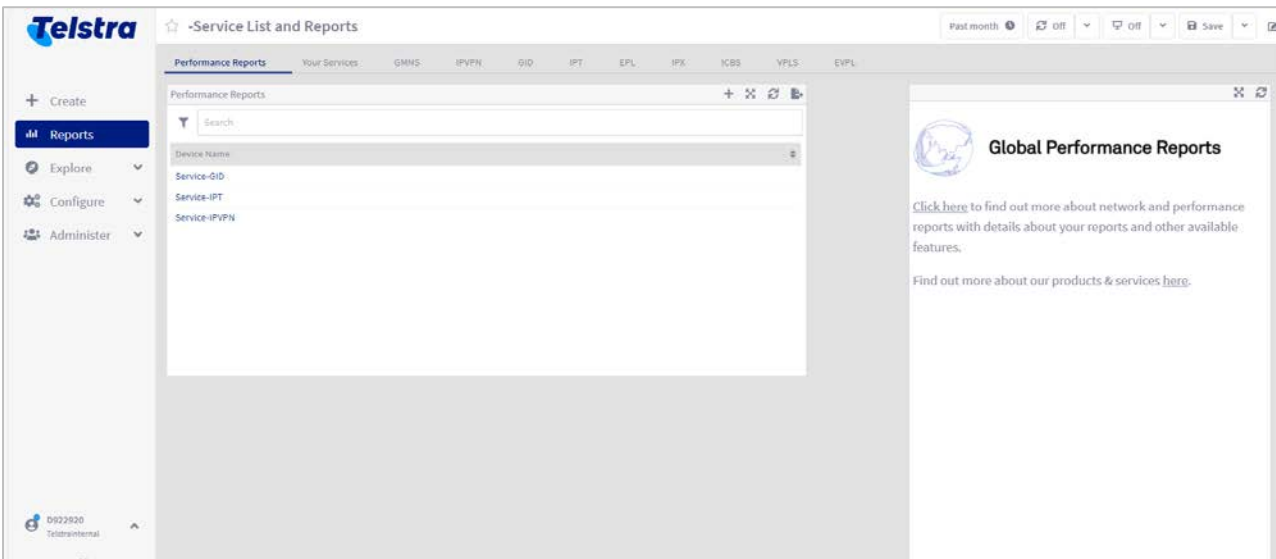 Telstra
-Service List and Reports
Past month
Off
Off
Save
Performance Reports
Your Services
GMNS
IPVPN
GID
IPT
EPL
IPX
ICBS
VPLS
EVPL
Create
Reports
Explore
Configure
Administer
Performance Reports
Search
Device Name
Service-GID
Service-IPT
Service-IPVPN
Global Performance Reports
Click here to find out more about network and performance
reports with details about your reports and other available
features.
Find out more about our products & services here.
D922920
TelstraInternal